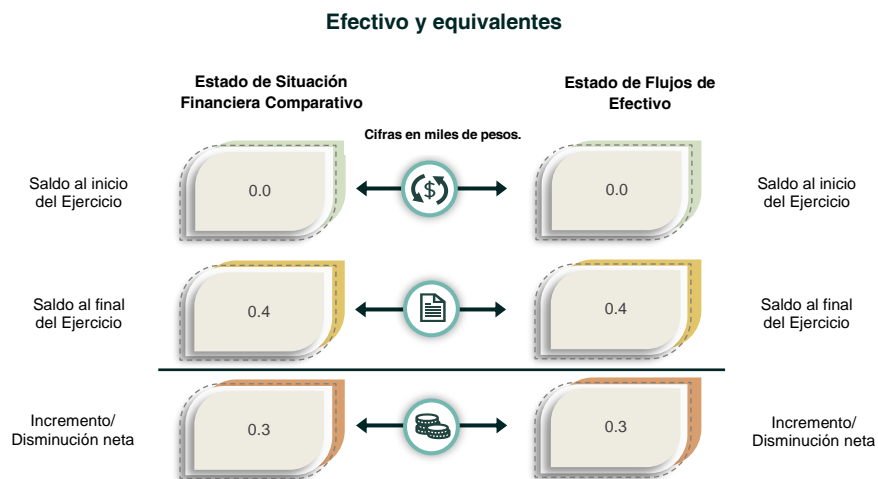 Efectivo y equivalentes
Estado de Situación
Financiera Comparativo
Estado de Flujos de
Efectivo
Cifras en miles de pesos.
Saldo al inicio
del Ejercicio
0.0
$
0.0
Saldo al inicio
del Ejercicio
Saldo al final
del Ejercicio
0.4
0.4
Saldo al final
del Ejercicio
Incremento/
Disminución neta
0.3
0.3
Incremento/
Disminución neta